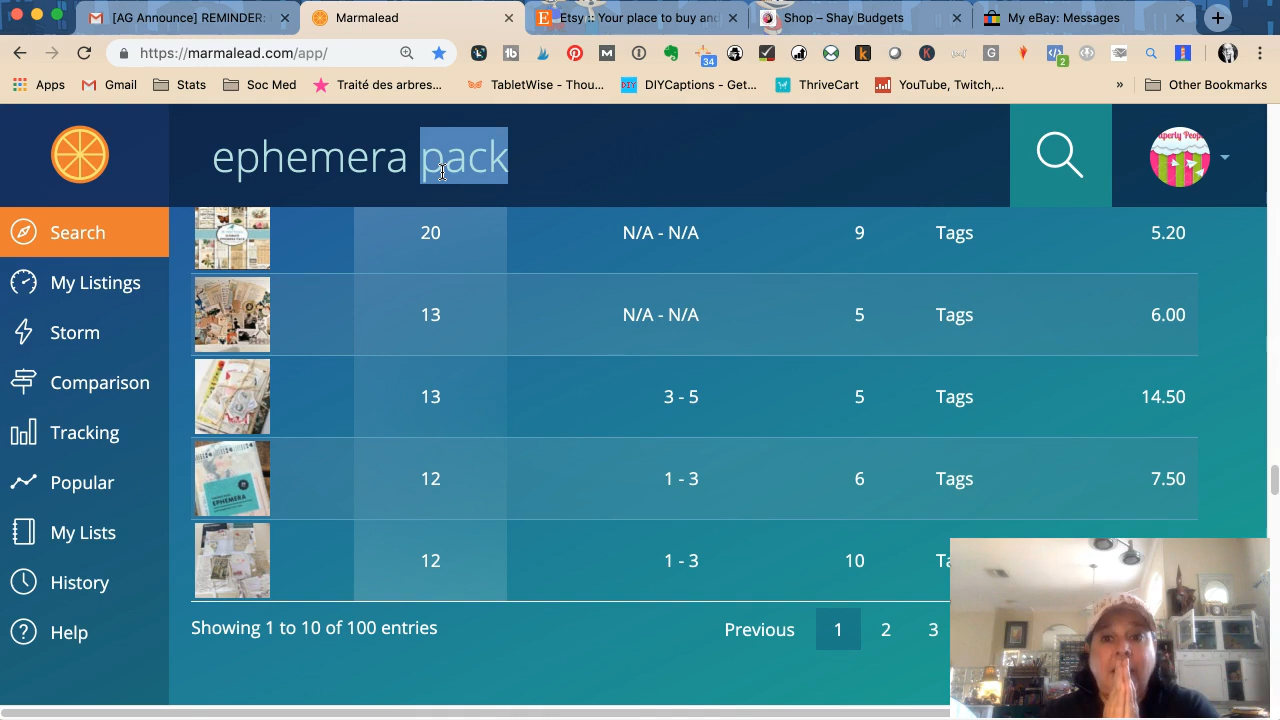 [AG Announce] REMINDER:
Marmalead
Etsy :: Your place to buy and
Shop – Shay Budgets
My eBay: Messages
https://marmalead.com/app/
34
2
Apps
Gmail
Stats
Soc Med
Traité des arbres...
TabletWise - Thou...
DIYCaptions - Get...
ThriveCart
YouTube, Twitch,...
»
Other Bookmarks
ephemera pack
Search
My Listings
Storm
Comparison
Tracking
Popular
My Lists
History
Help
20 N/A - N/A 9 Tags 5.20
13 N/A - N/A 5 Tags 6.00
13 3 - 5 5 Tags 14.50
12 1 - 3 6 Tags 7.50
12 1 - 3 10
Showing 1 to 10 of 100 entries
Previous 1 2 3